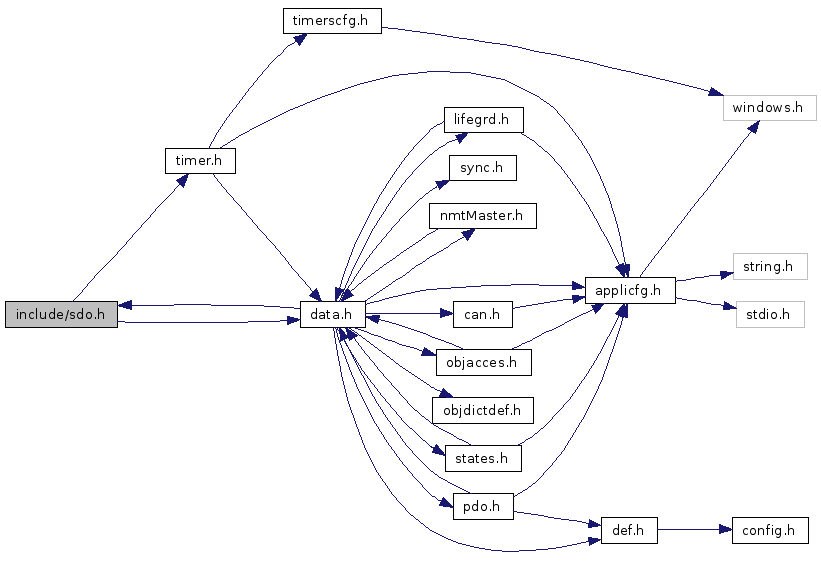 timerscfg.h
windows.h
lifegrd.h
timer.h
sync.h
nmtMaster.h
string.h
applicfg.h
include/sdo.h
data.h
can.h
stdio.h
objacces.h
objdictdef.h
states.h
pdo.h
def.h
config.h